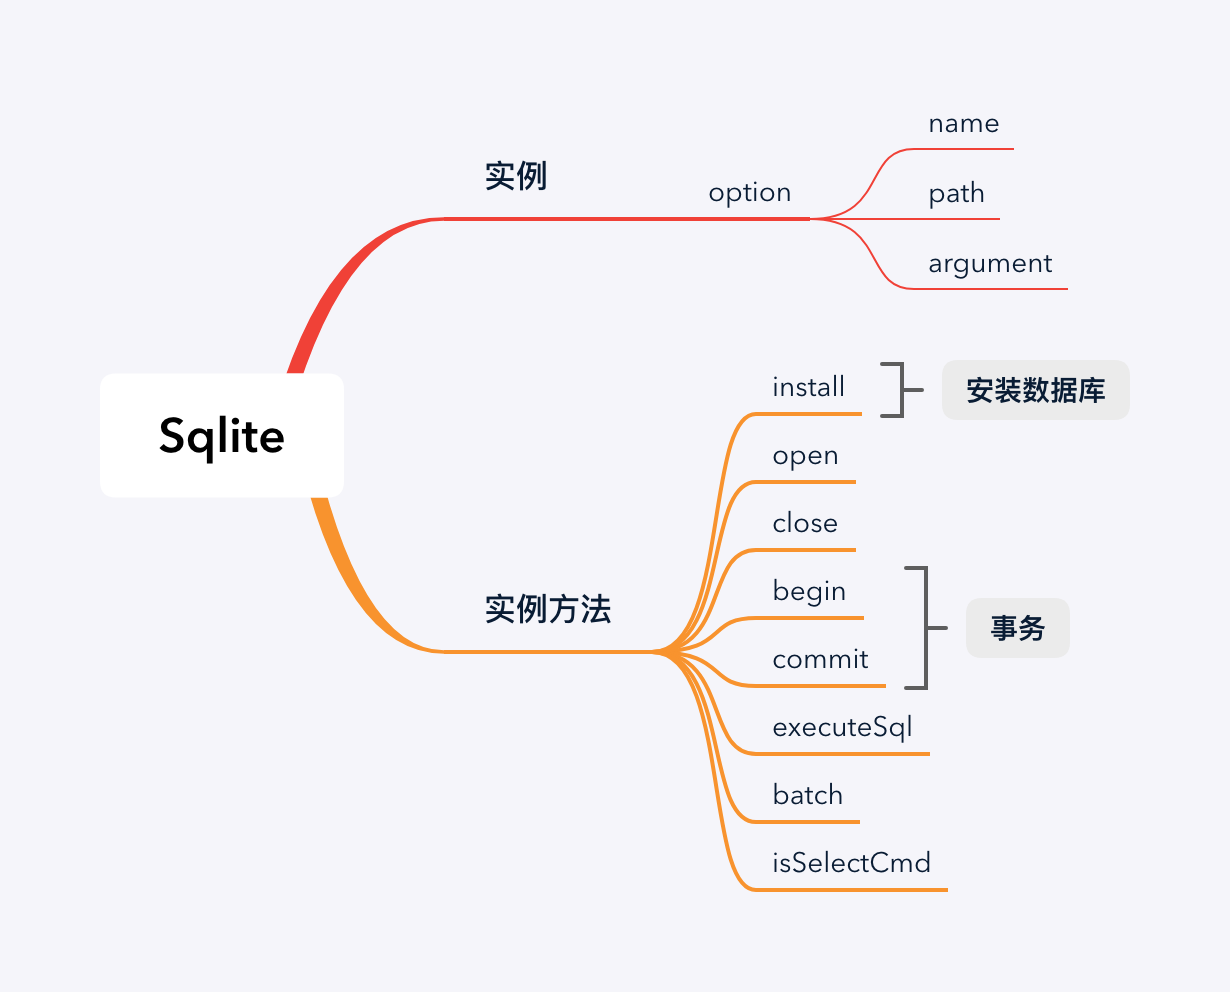 Sqlite
实例
option
name
path
argument
实例方法
install
安装数据库
open
close
begin
commit
事务
executeSql
batch
isSelectCmd